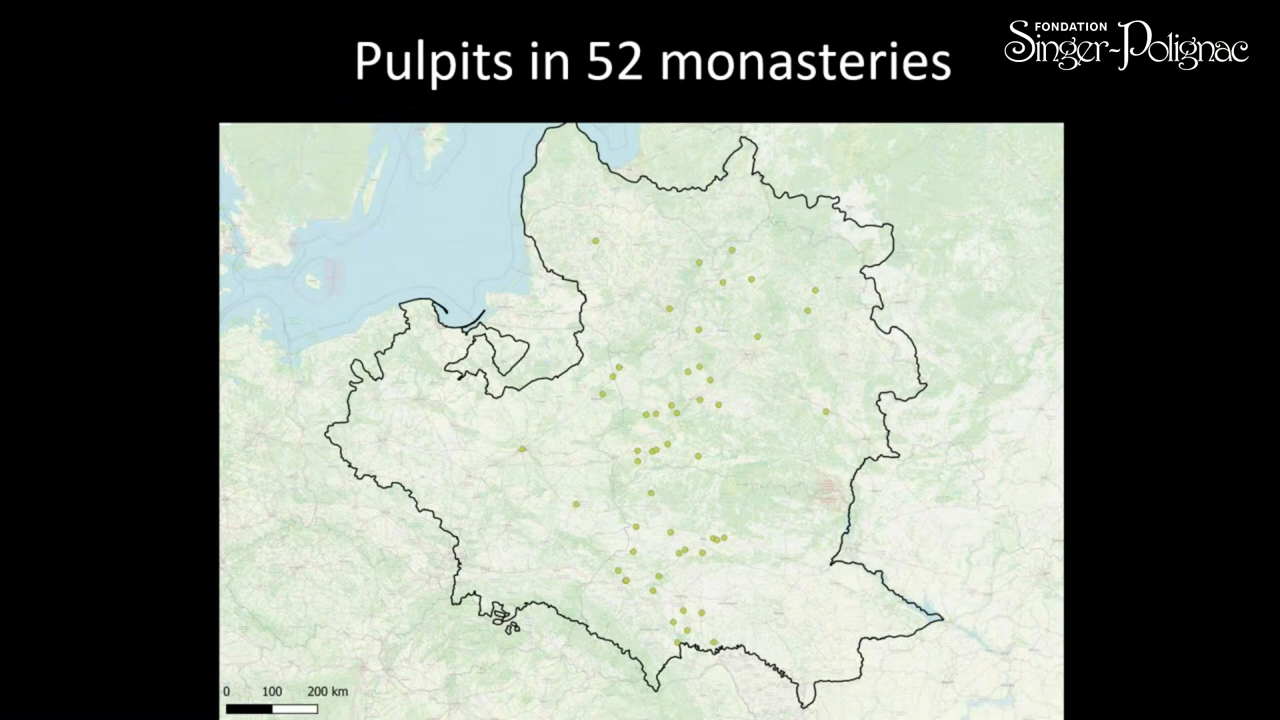 Pulpits in 52 monasteries
FONDATION
Singer-Polignac
0 100 200 km